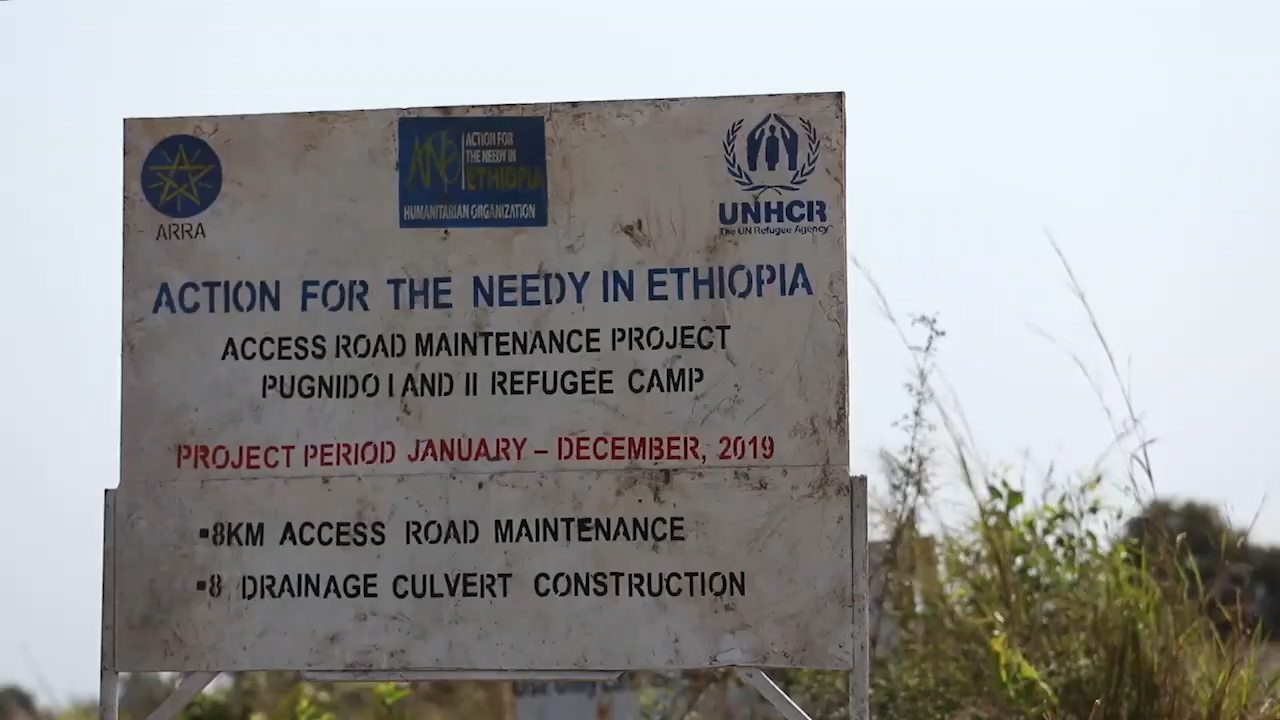 ARRA
ANE
ACTION FOR
THE NEEDY IN
ETHIOPIA
HUMANITARIAN ORGANIZATION
UNHCR
The UN Refugee Agency
ACTION FOR THE NEEDY IN ETHIOPIA
ACCESS ROAD MAINTENANCE PROJECT
PUGNIDO I AND II REFUGEE CAMP
PROJECT PERIOD JANUARY – DECEMBER, 2019
▪8KM ACCESS ROAD MAINTENANCE
▪8 DRAINAGE CULVERT CONSTRUCTION